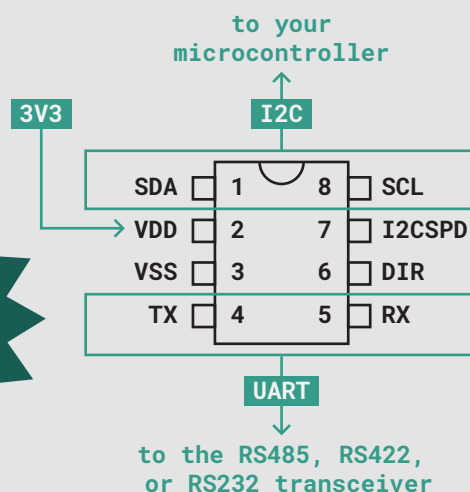 to your
microcontroller
3V3 I2C
SDA 1 8 SCL
VDD 2 7 I2CSPD
VSS 3 6 DIR
TX 4 5 RX
UART
to the RS485, RS422,
or RS232 transceiver